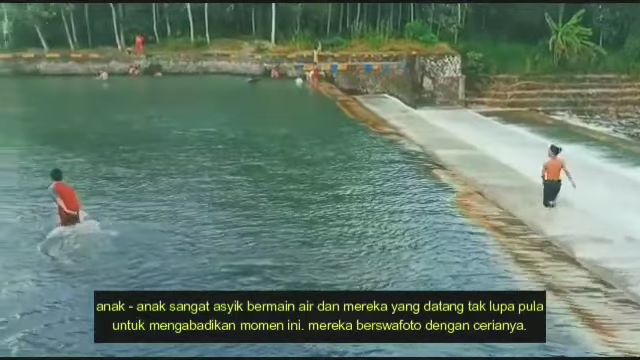 anak - anak sangat asyik bermain air dan mereka yang datang tak lupa pula
untuk mengabadikan momen ini. mereka berswafoto dengan cerianya.